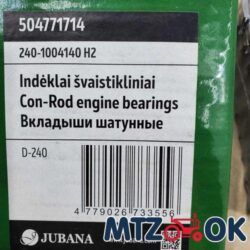 504771714
240-1004140 H2
Indėklai švaistikliniai
Con-Rod engine bearings
Вкладыши шатунные
D-240
4 779026 733556
JUBANA
MTZ OK